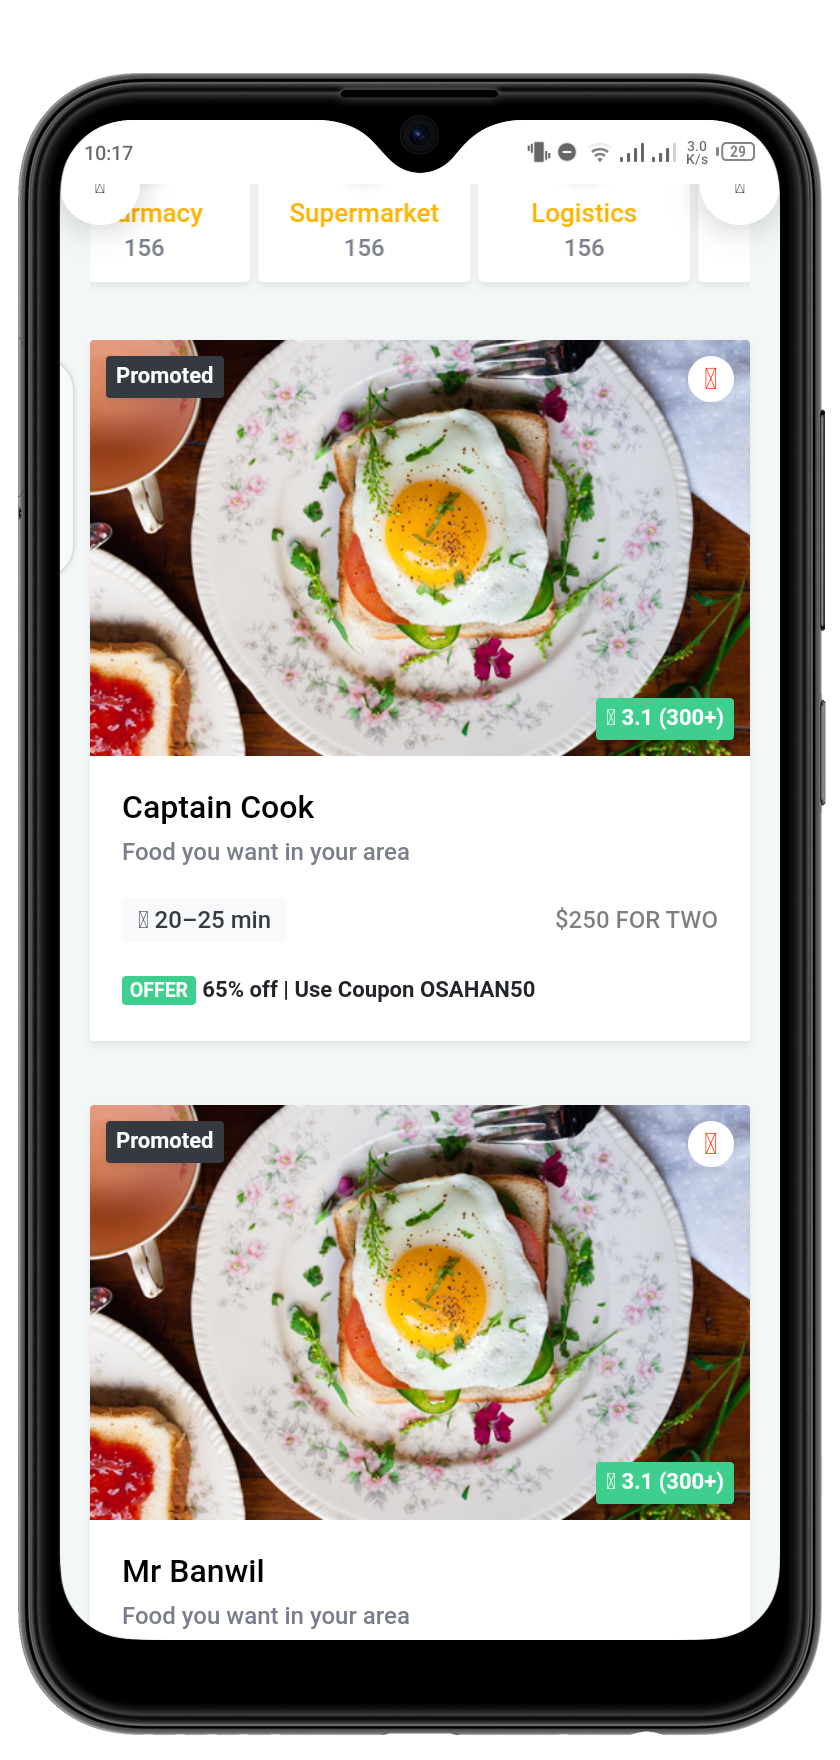 10:17
3.0
K/s
29
armacy
Supermarket
Logistics
156
156
156
Promoted
3.1 (300+)
Captain Cook
Food you want in your area
20–25 min
$250 FOR TWO
OFFER 65% off | Use Coupon OSAHAN50
Promoted
3.1 (300+)
Mr Banwil
Food you want in your area